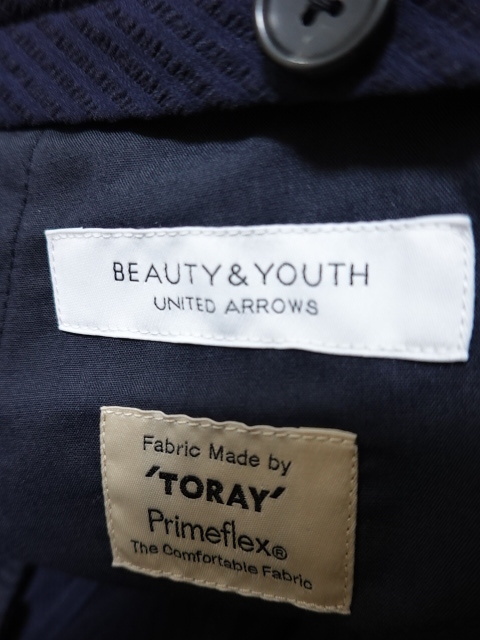 BEAUTY & YOUTH
UNITED ARROWS
Fabric Made by
'TORAY'
Primeflex®
The Comfortable Fabric